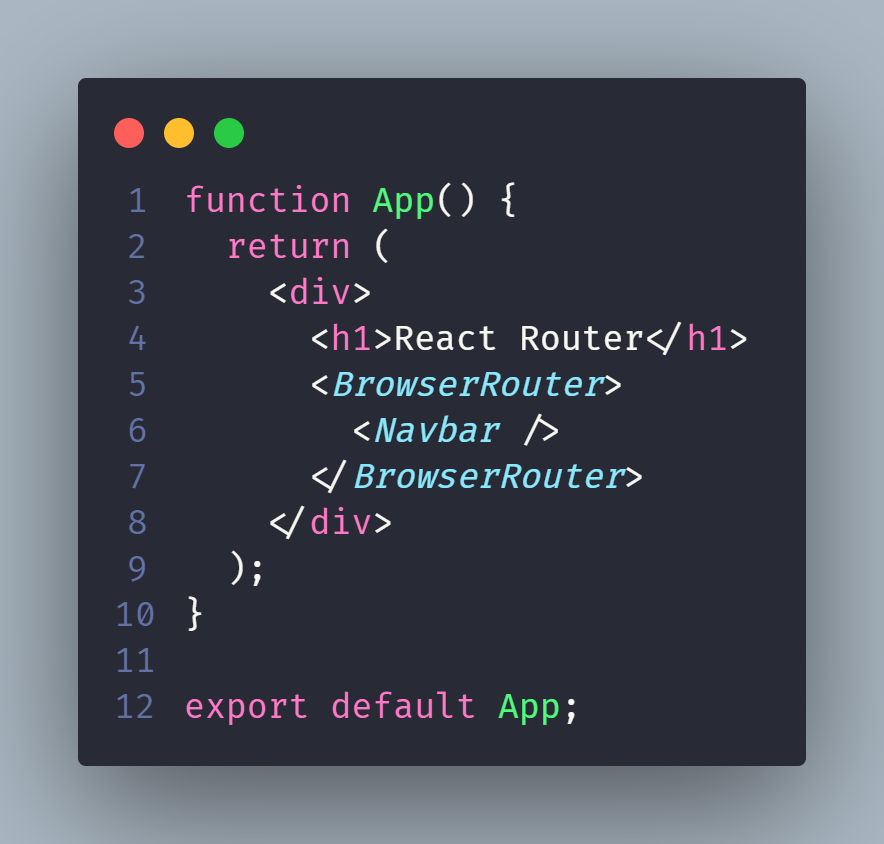 1 function App() {
2   return (
3     <div>
4       <h1>React Router</h1>
5       <BrowserRouter>
6         <Navbar />
7       </BrowserRouter>
8     </div>
9   );
10 }
11
12 export default App;